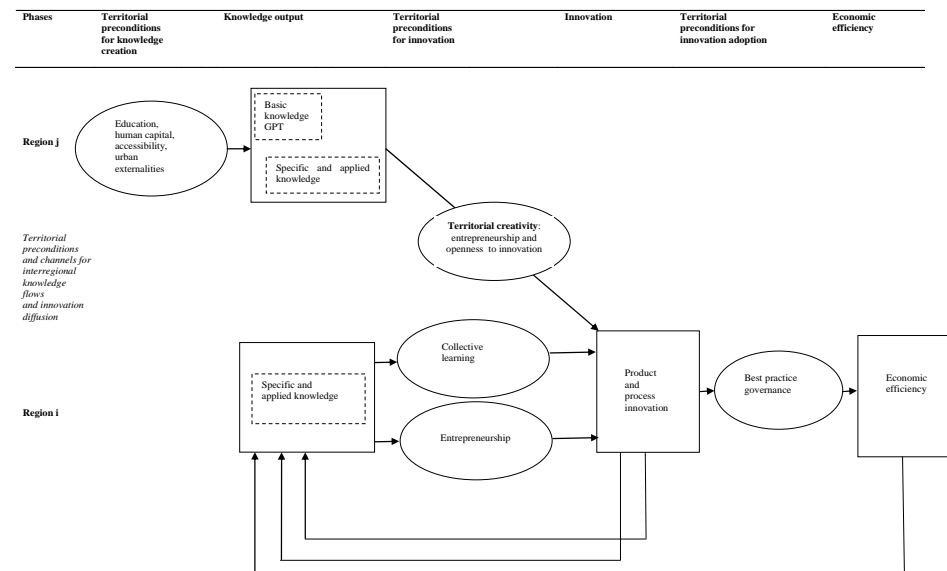 Phases
Territorial
preconditions
for knowledge
creation
Knowledge output
Territorial
preconditions
for innovation
Innovation
Territorial
preconditions for
innovation adoption
Economic
efficiency
Region j
Education,
human capital,
accessibility,
urban
externalities
Basic
knowledge
GPT
Specific and applied
knowledge
Territorial creativity:
entrepreneurship and
openness to innovation
Territorial
preconditions
and channels for
interregional
knowledge
flows
and innovation
diffusion
Region i
Specific and
applied knowledge
Collective
learning
Entrepreneurship
Product
and
process
innovation
Best practice
governance
Economic
efficiency